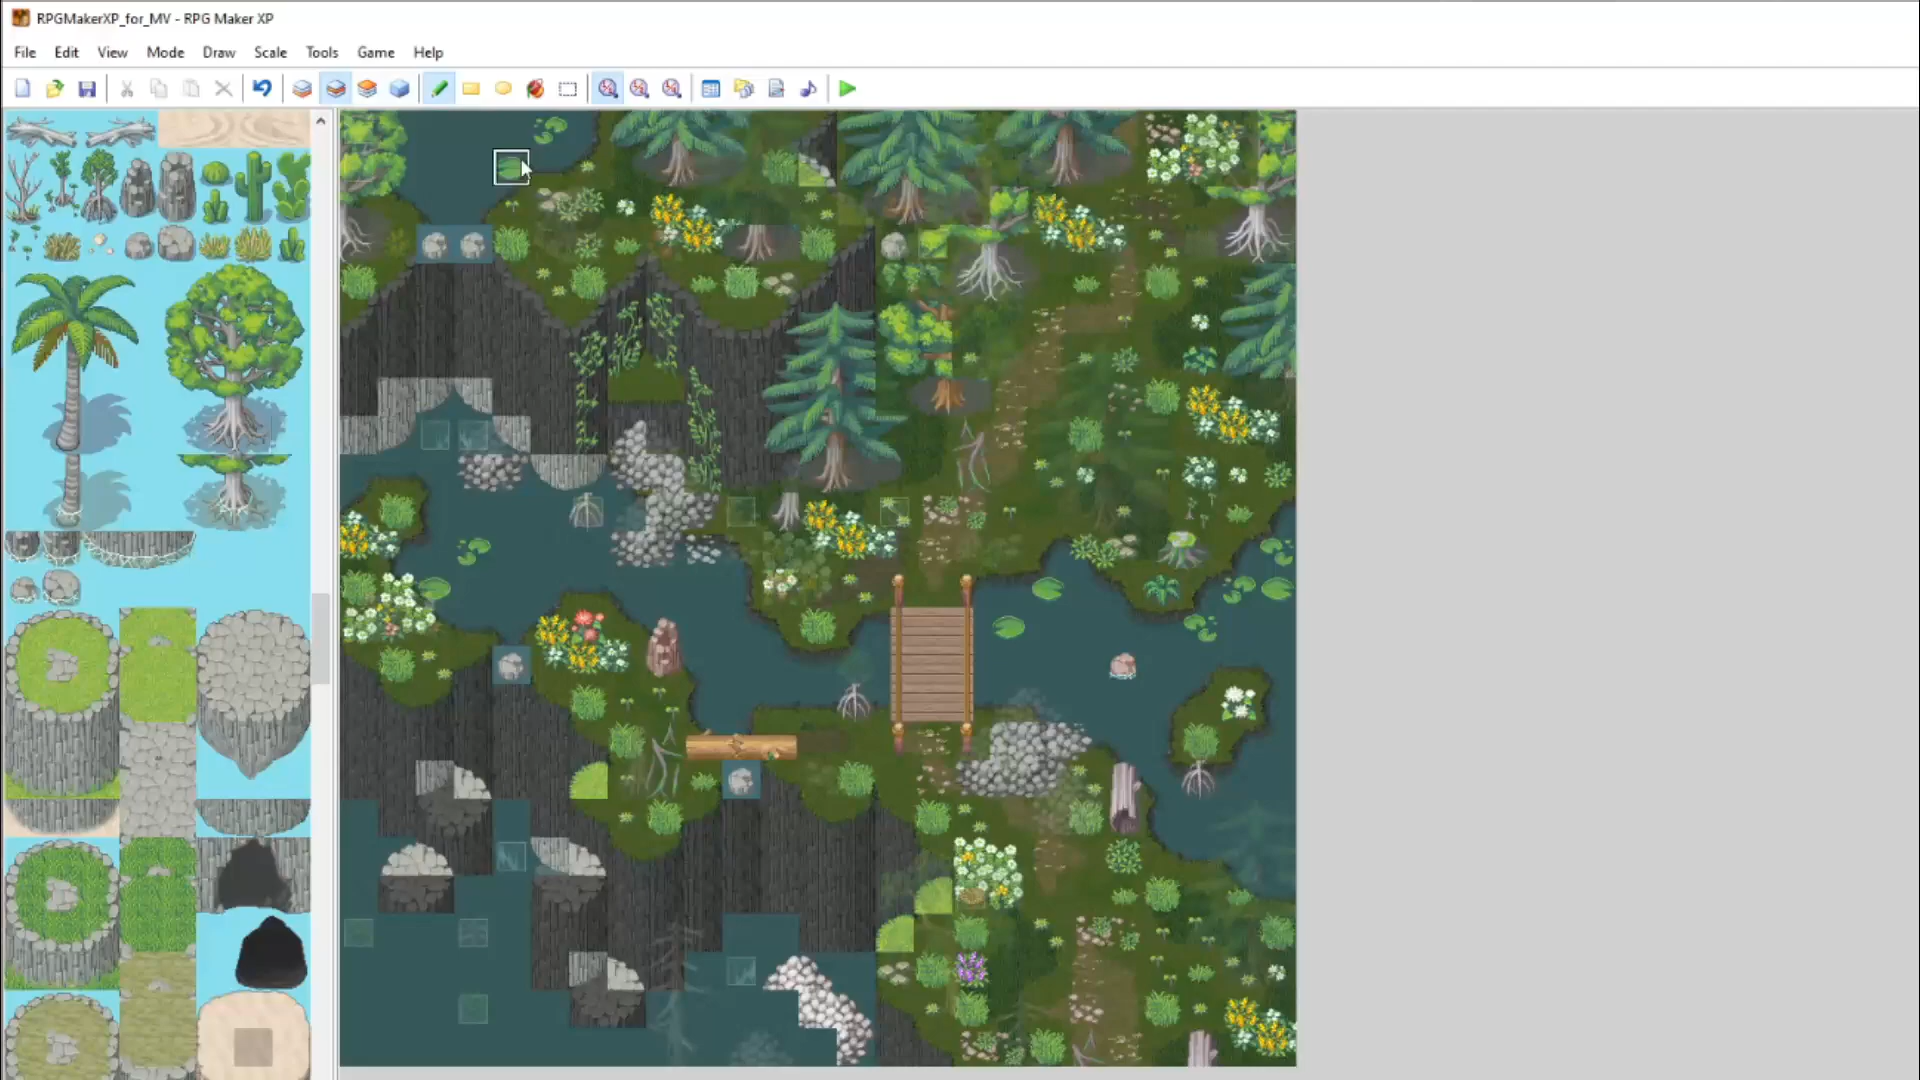 RPGMakerXP_for_MV - RPG Maker XP
File Edit View Mode Draw Scale Tools Game Help